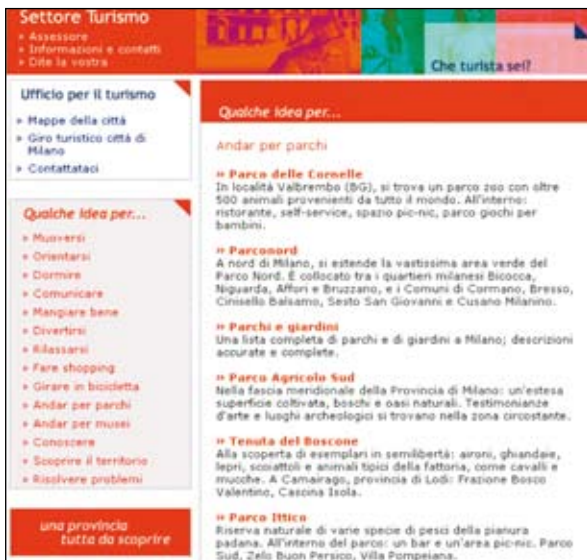 Settore Turismo
» Assessore
» Informazioni e contatti
» Dite la vostra
Che turista sei?
Ufficio per il turismo
» Mappe della città
» Giro turistico città di
Milano
» Contattataci
Qualche idea per...
» Muoversi
» Orientarsi
» Dormire
» Comunicare
» Mangiare bene
» Divertirsi
» Rilassarsi
» Fare shopping
» Girare in bicicletta
» Andar per parchi
» Andar per musei
» Conoscere
» Scoprire il territorio
» Risolvere problemi
una provincia
tutta da scoprire
Qualche idea per...
Andar per parchi
» Parco delle Cornelle
In località Valbrembo (BG), si trova un parco zoo con oltre
500 animali provenienti da tutto il mondo. All'interno:
ristorante, self-service, spazio pic-nic, parco giochi per
bambini.
» Parconord
A nord di Milano, si estende la vastissima area verde del
Parco Nord. È collocato tra i quartieri milanesi Bicocca,
Niguarda, Affori e Bruzzano, e i Comuni di Cormano, Bresso,
Cinisello Balsamo, Sesto San Giovanni e Cusano Milanino.
» Parchi e giardini
Una lista completa di parchi e di giardini a Milano; descrizioni
accurate e complete.
» Parco Agricolo Sud
Nella fascia meridionale della Provincia di Milano: un'estesa
superficie coltivata, boschi e oasi naturali. Testimonianze
d'arte e luoghi archeologici si trovano nella zona circostante.
» Tenuta del Boscone
Alla scoperta di esemplari in semilibertà: aironi, ghiandaie,
lepri, scoiattoli e animali tipici della fattoria, come cavalli e
mucche. A Camairago, provincia di Lodi: Frazione Bosco
Valentino, Cascina Isola.
» Parco Ittico
Riserva naturale di varie specie di pesci della pianura
padana. All'interno del parco: un bar e un'area pic-nic. Parco
Sud, Zelo Buon Persico, Villa Pompeiana.